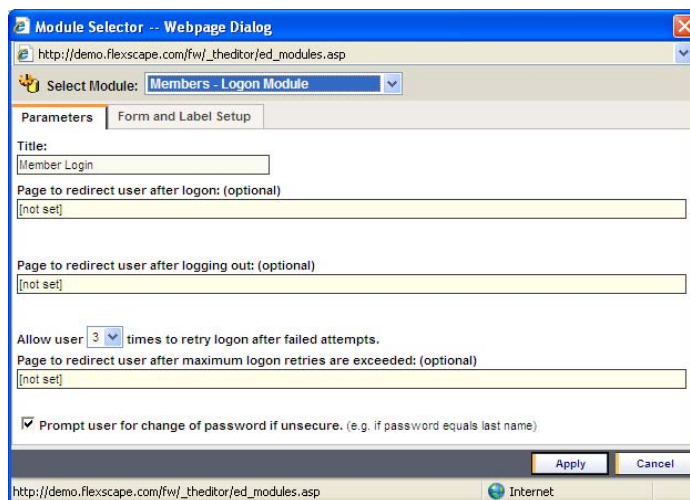 Module Selector -- Webpage Dialog
http://demo.flexscape.com/fw/_theditor/ed_modules.asp
Select Module: Members - Logon Module
Parameters Form and Label Setup
Title:
Member Login
Page to redirect user after logon: (optional)
[not set]
Page to redirect user after logging out: (optional)
[not set]
Allow user 3 times to retry logon after failed attempts.
Page to redirect user after maximum logon retries are exceeded: (optional)
[not set]
Prompt user for change of password if unsecure. (e.g. if password equals last name)
Apply Cancel
http://demo.flexscape.com/fw/_theditor/ed_modules.asp Internet